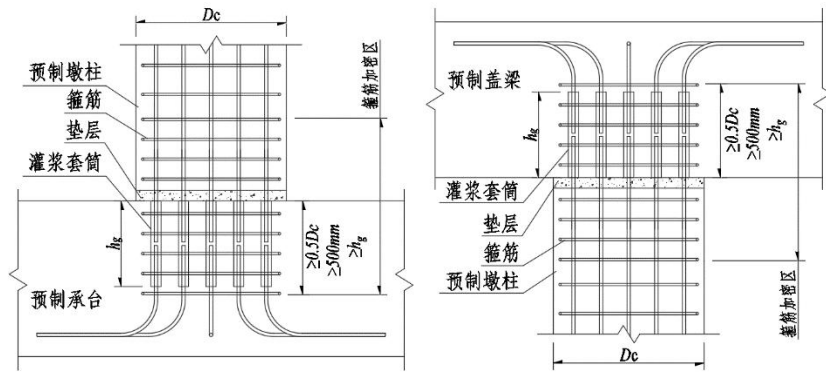 Dc
预制墩柱
箍筋
垫层
灌浆套筒
hg
预制承台
≥0.5Dc
≥500mm
≥hg
箍筋加密区
预制盖梁
hg
灌浆套筒
垫层
箍筋
预制墩柱
≥0.5Dc
≥500mm
≥hg
箍筋加密区
Dc